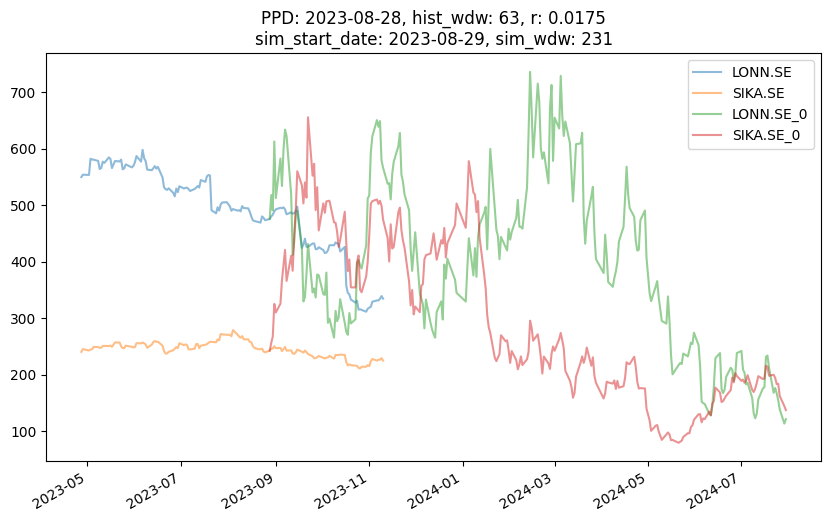 PPD: 2023-08-28, hist_wdw: 63, r: 0.0175
sim_start_date: 2023-08-29, sim_wdw: 231
LONN.SE
SIKA.SE
LONN.SE_0
SIKA.SE_0
700
600
500
400
300
200
100
2023-05
2023-07
2023-09
2023-11
2024-01
2024-03
2024-05
2024-07